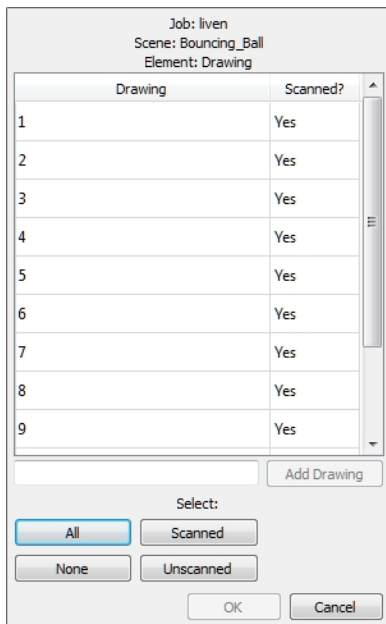 Job: liven
Scene: Bouncing_Ball
Element: Drawing
Drawing Scanned?
1 Yes
2 Yes
3 Yes
4 Yes
5 Yes
6 Yes
7 Yes
8 Yes
9 Yes
Add Drawing
Select:
All Scanned
None Unscanned
OK Cancel